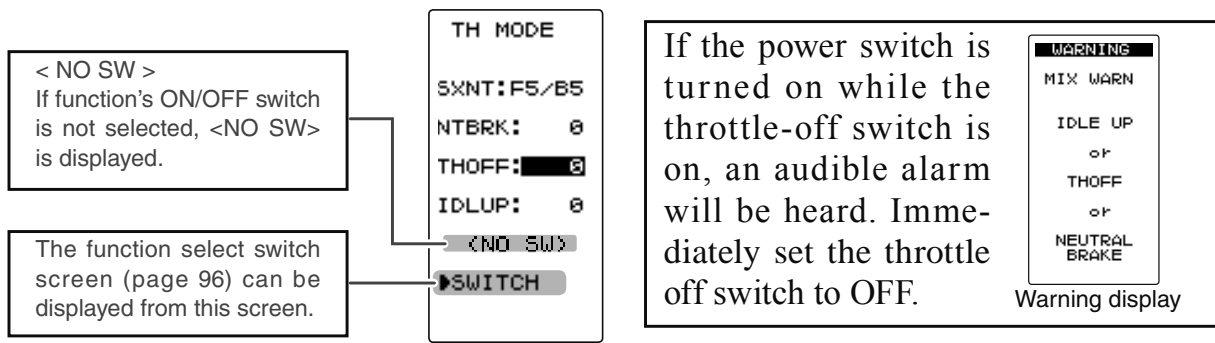 < NO SW >
If function's ON/OFF switch
is not selected, <NO SW>
is displayed.
The function select switch
screen (page 96) can be
displayed from this screen.
TH MODE
SXNT:F5/B5
NTBRK: 0
THOFF: 0
IDLUP: 0
(NO SW)
▶SWITCH
If the power switch is
turned on while the
throttle-off switch is
on, an audible alarm
will be heard. Imme-
diately set the throttle
off switch to OFF.
WARNING
MIX WARN
IDLE UP
or
THOFF
or
NEUTRAL
BRAKE
Warning display